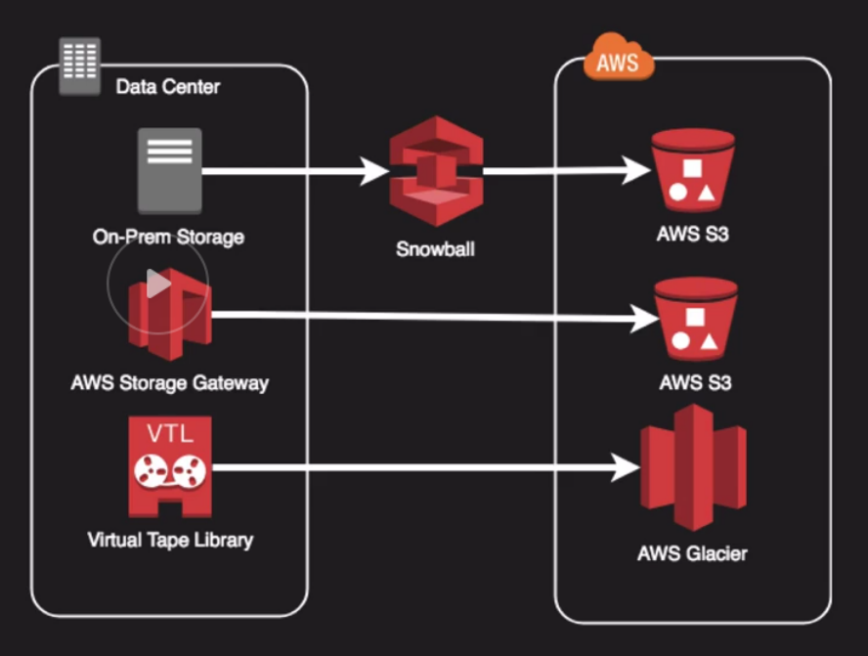 Data Center
AWS
On-Prem Storage
Snowball
AWS S3
AWS Storage Gateway
AWS S3
VTL
Virtual Tape Library
AWS Glacier